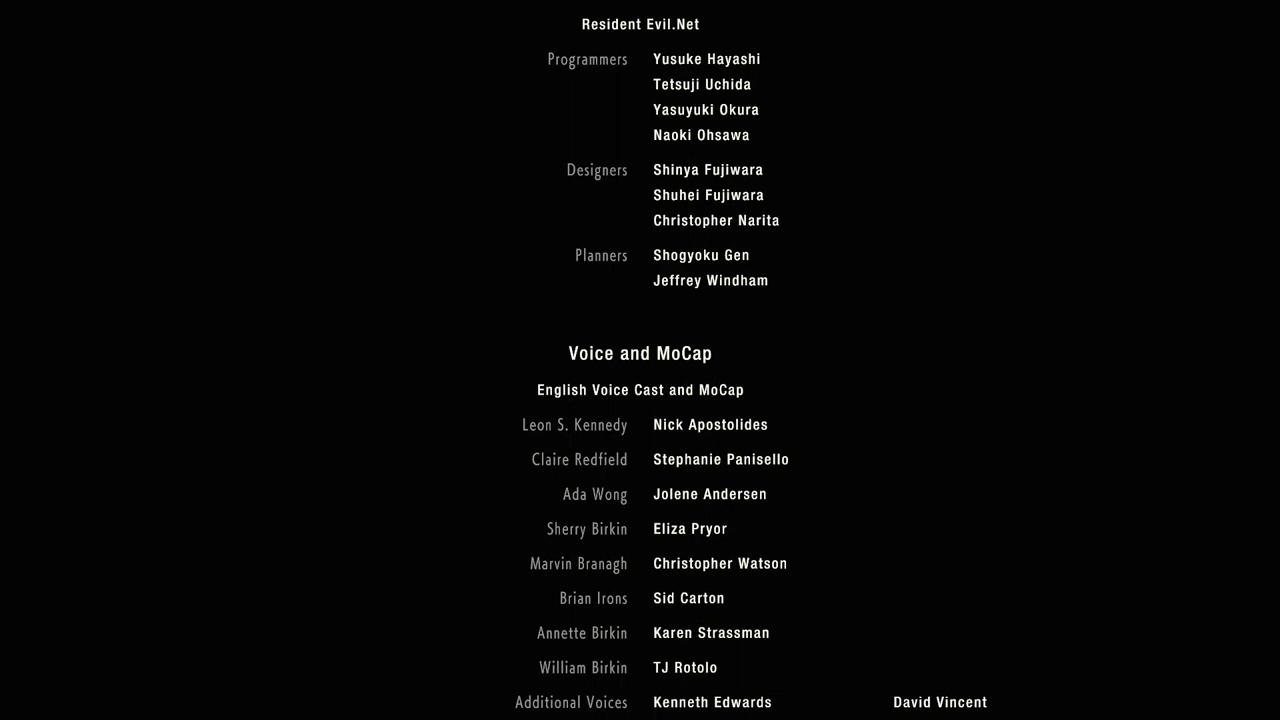 Resident Evil.Net
Programmers Yusuke Hayashi
Tetsuji Uchida
Yasuyuki Okura
Naoki Ohsawa
Designers Shinya Fujiwara
Shuhei Fujiwara
Christopher Narita
Planners Shogyoku Gen
Jeffrey Windham
Voice and MoCap
English Voice Cast and MoCap
Leon S. Kennedy Nick Apostolides
Claire Redfield Stephanie Panisello
Ada Wong Jolene Andersen
Sherry Birkin Eliza Pryor
Marvin Branagh Christopher Watson
Brian Irons Sid Carton
Annette Birkin Karen Strassman
William Birkin TJ Rotolo
Additional Voices Kenneth Edwards David Vincent